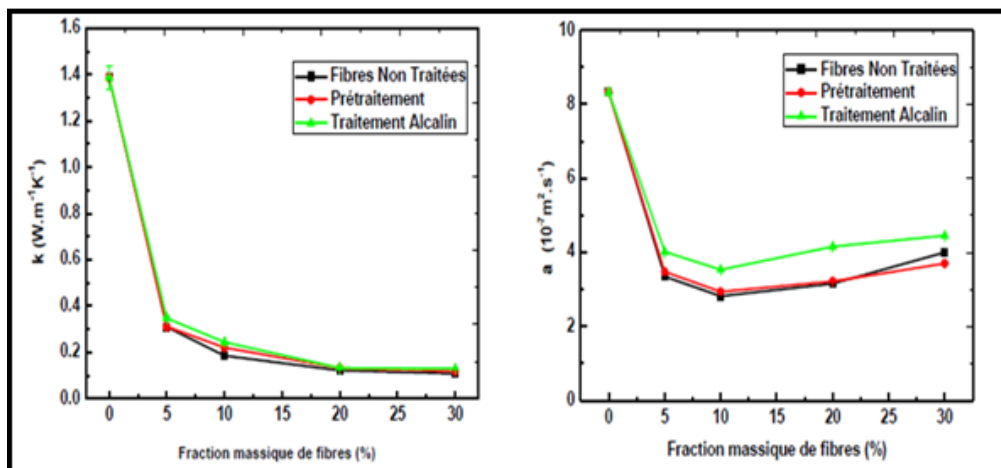 1.6
1.4
1.2
1.0
0.8
0.6
0.4
0.2
0.0
k (W.m⁻¹K⁻¹)
Fibres Non Traitées
Prétraitement
Traitement Alcalin
0 5 10 15 20 25 30
Fraction massique de fibres (%)
10
8
6
4
2
0
a (10⁻⁷m².s⁻¹)
Fibres Non Traitées
Prétraitement
Traitement Alcalin
0 5 10 15 20 25 30
Fraction massique de fibres (%)